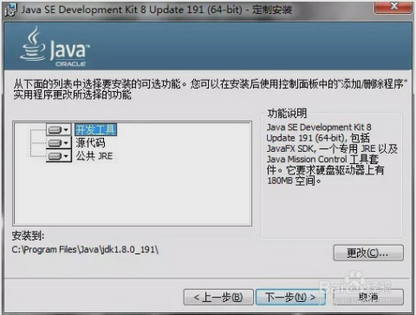 Java SE Development Kit 8 Update 191 (64-bit) - 定制安装
Java
ORACLE
从下面的列表中选择要安装的可选功能。您可以在安装后使用控制面板中的"添加/删除程序"
实用程序更改所选择的功能
开发工具
源代码
公共 JRE
功能说明
Java SE Development Kit 8
Update 191 (64-bit), 包括
JavaFX SDK, 一个专用 JRE 以及
Java Mission Control 工具套
件。它要求硬盘驱动器上有
180MB 空间。
安装到:
C:\Program Files\Java\jdk1.8.0_191\
更改(C)...
<上一步(B)
下一步(N) >
取消